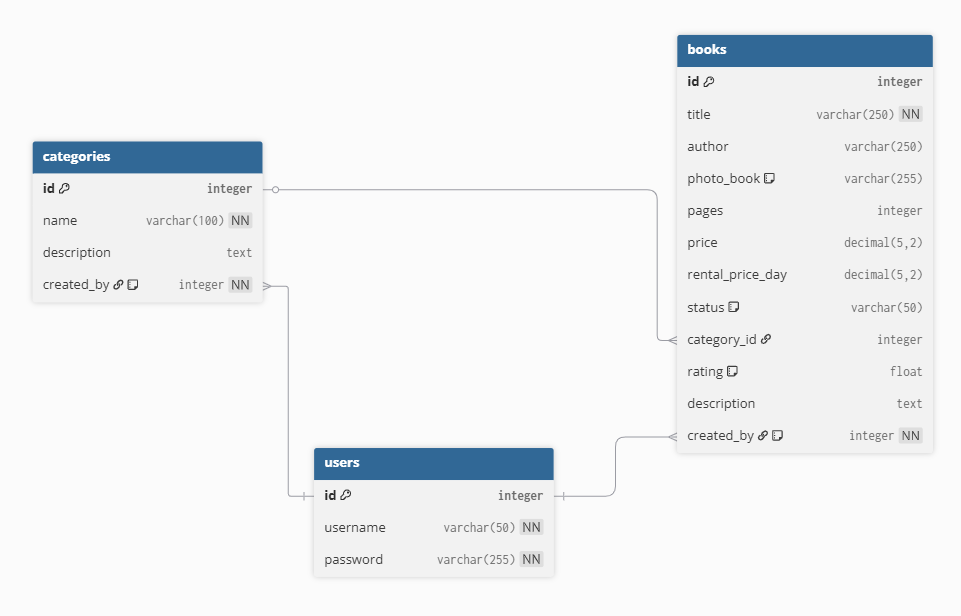 categories
id integer
name varchar(100) NN
description text
created_by integer NN
books
id integer
title varchar(250) NN
author varchar(250)
photo_book varchar(255)
pages integer
price decimal(5,2)
rental_price_day decimal(5,2)
status varchar(50)
category_id integer
rating float
description text
created_by integer NN
users
id integer
username varchar(50) NN
password varchar(255) NN